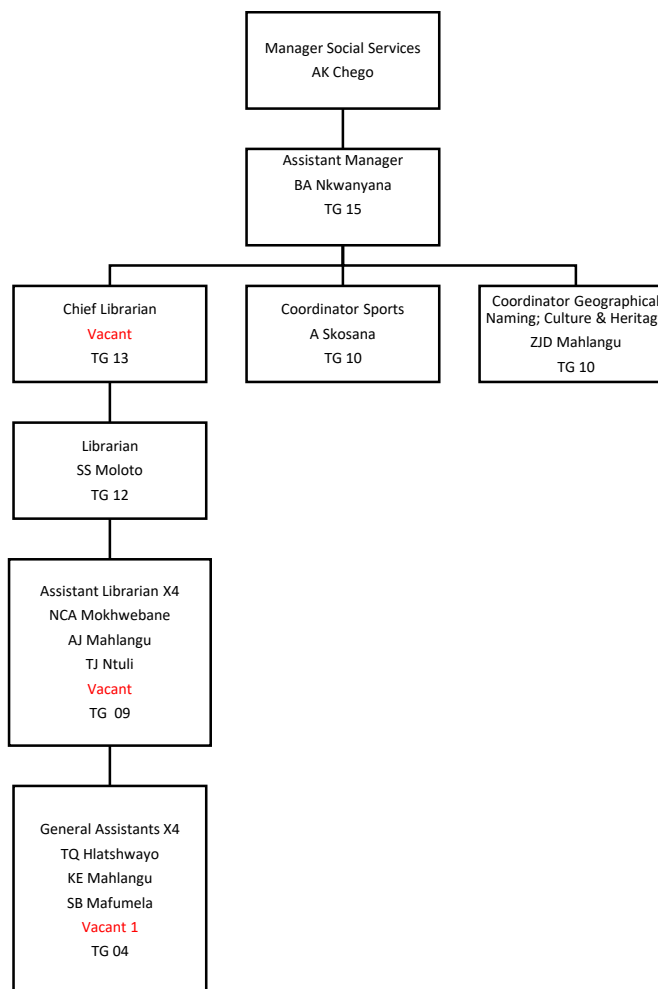 Manager Social Services
AK Chego
Assistant Manager
BA Nkwanyana
TG 15
Chief Librarian
Vacant
TG 13
Coordinator Sports
A Skosana
TG 10
Coordinator Geographical
Naming; Culture & Heritag
ZJD Mahlangu
TG 10
Librarian
SS Moloto
TG 12
Assistant Librarian X4
NCA Mokhwebane
AJ Mahlangu
TJ Ntuli
Vacant
TG 09
General Assistants X4
TQ Hlatshwayo
KE Mahlangu
SB Mafumela
Vacant 1
TG 04